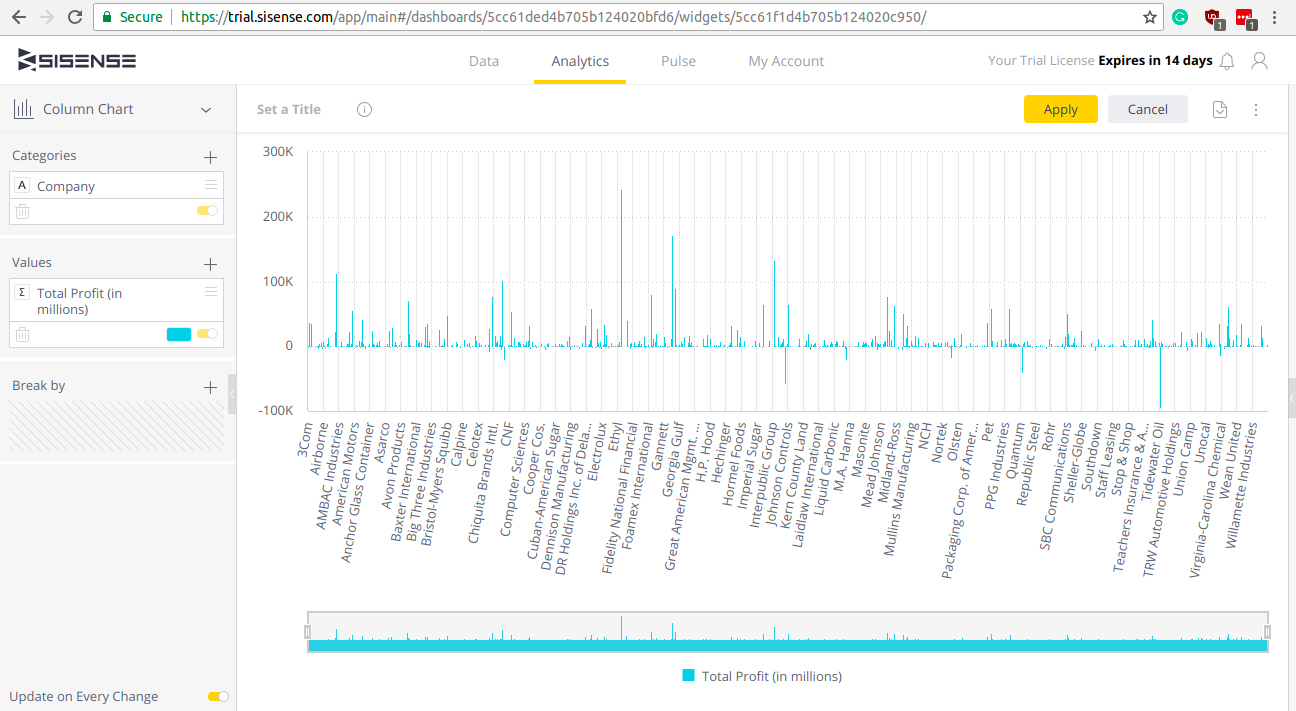 Secure https://trial.sisense.com/app/main#/dashboards/5cc61ded4b705b124020bfd6/widgets/5cc61f1d4b705b124020c950/
1
1
SISENSE
Data
Analytics
Pulse
My Account
Your Trial License Expires in 14 days
Column Chart
Set a Title
Apply
Cancel
Categories
A Company
Values
Σ Total Profit (in
millions)
Break by
Update on Every Change
300K
200K
100K
0
-100K
3Com
Airborne
AMBAC Industries
American Motors
Anchor Glass Container
Asarco
Avon Products
Baxter International
Big Three Industries
Bristol-Myers Squibb
Calpine
Celotex
Chiquita Brands Intl.
CNF
Computer Sciences
Cooper Cos.
Cuban-American Sugar
Dennison Manufacturing
DR Holdings Inc. of Dela...
Electrolux
Ethyl
Fidelity National Financial
Foamex International
Gannett
Georgia Gulf
Great American Mgmt. ...
H.P. Hood
Hechinger
Hormel Foods
Imperial Sugar
Interpublic Group
Johnson Controls
Kern County Land
Laidlaw International
Liquid Carbonic
M.A. Hanna
Masonite
Mead Johnson
Midland-Ross
Mullins Manufacturing
NCH
Nortek
Olsten
Packaging Corp. of Amer...
Pet
PPG Industries
Quantum
Republic Steel
Rohr
SBC Communications
Sheller-Globe
Southdown
Staff Leasing
Stop & Shop
Teachers Insurance & A...
Tidewater Oil
TRW Automotive Holdings
Union Camp
Unocal
Virginia-Carolina Chemical
Wean United
Willamette Industries
Total Profit (in millions)